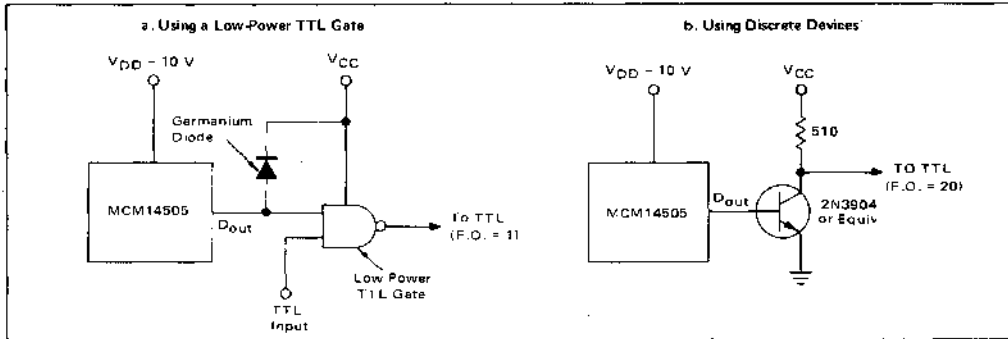 a. Using a Low-Power TTL Gate
VDD - 10 V
VCC
Germanium
Diode
MCM14505
Dout
To TTL
(F.O. = 1)
Low Power
TTL Gate
TTL
Input
b. Using Discrete Devices
VDD - 10 V
VCC
510
TO TTL
(F.O. = 20)
MCM14505
Dout
2N3904
or Equiv